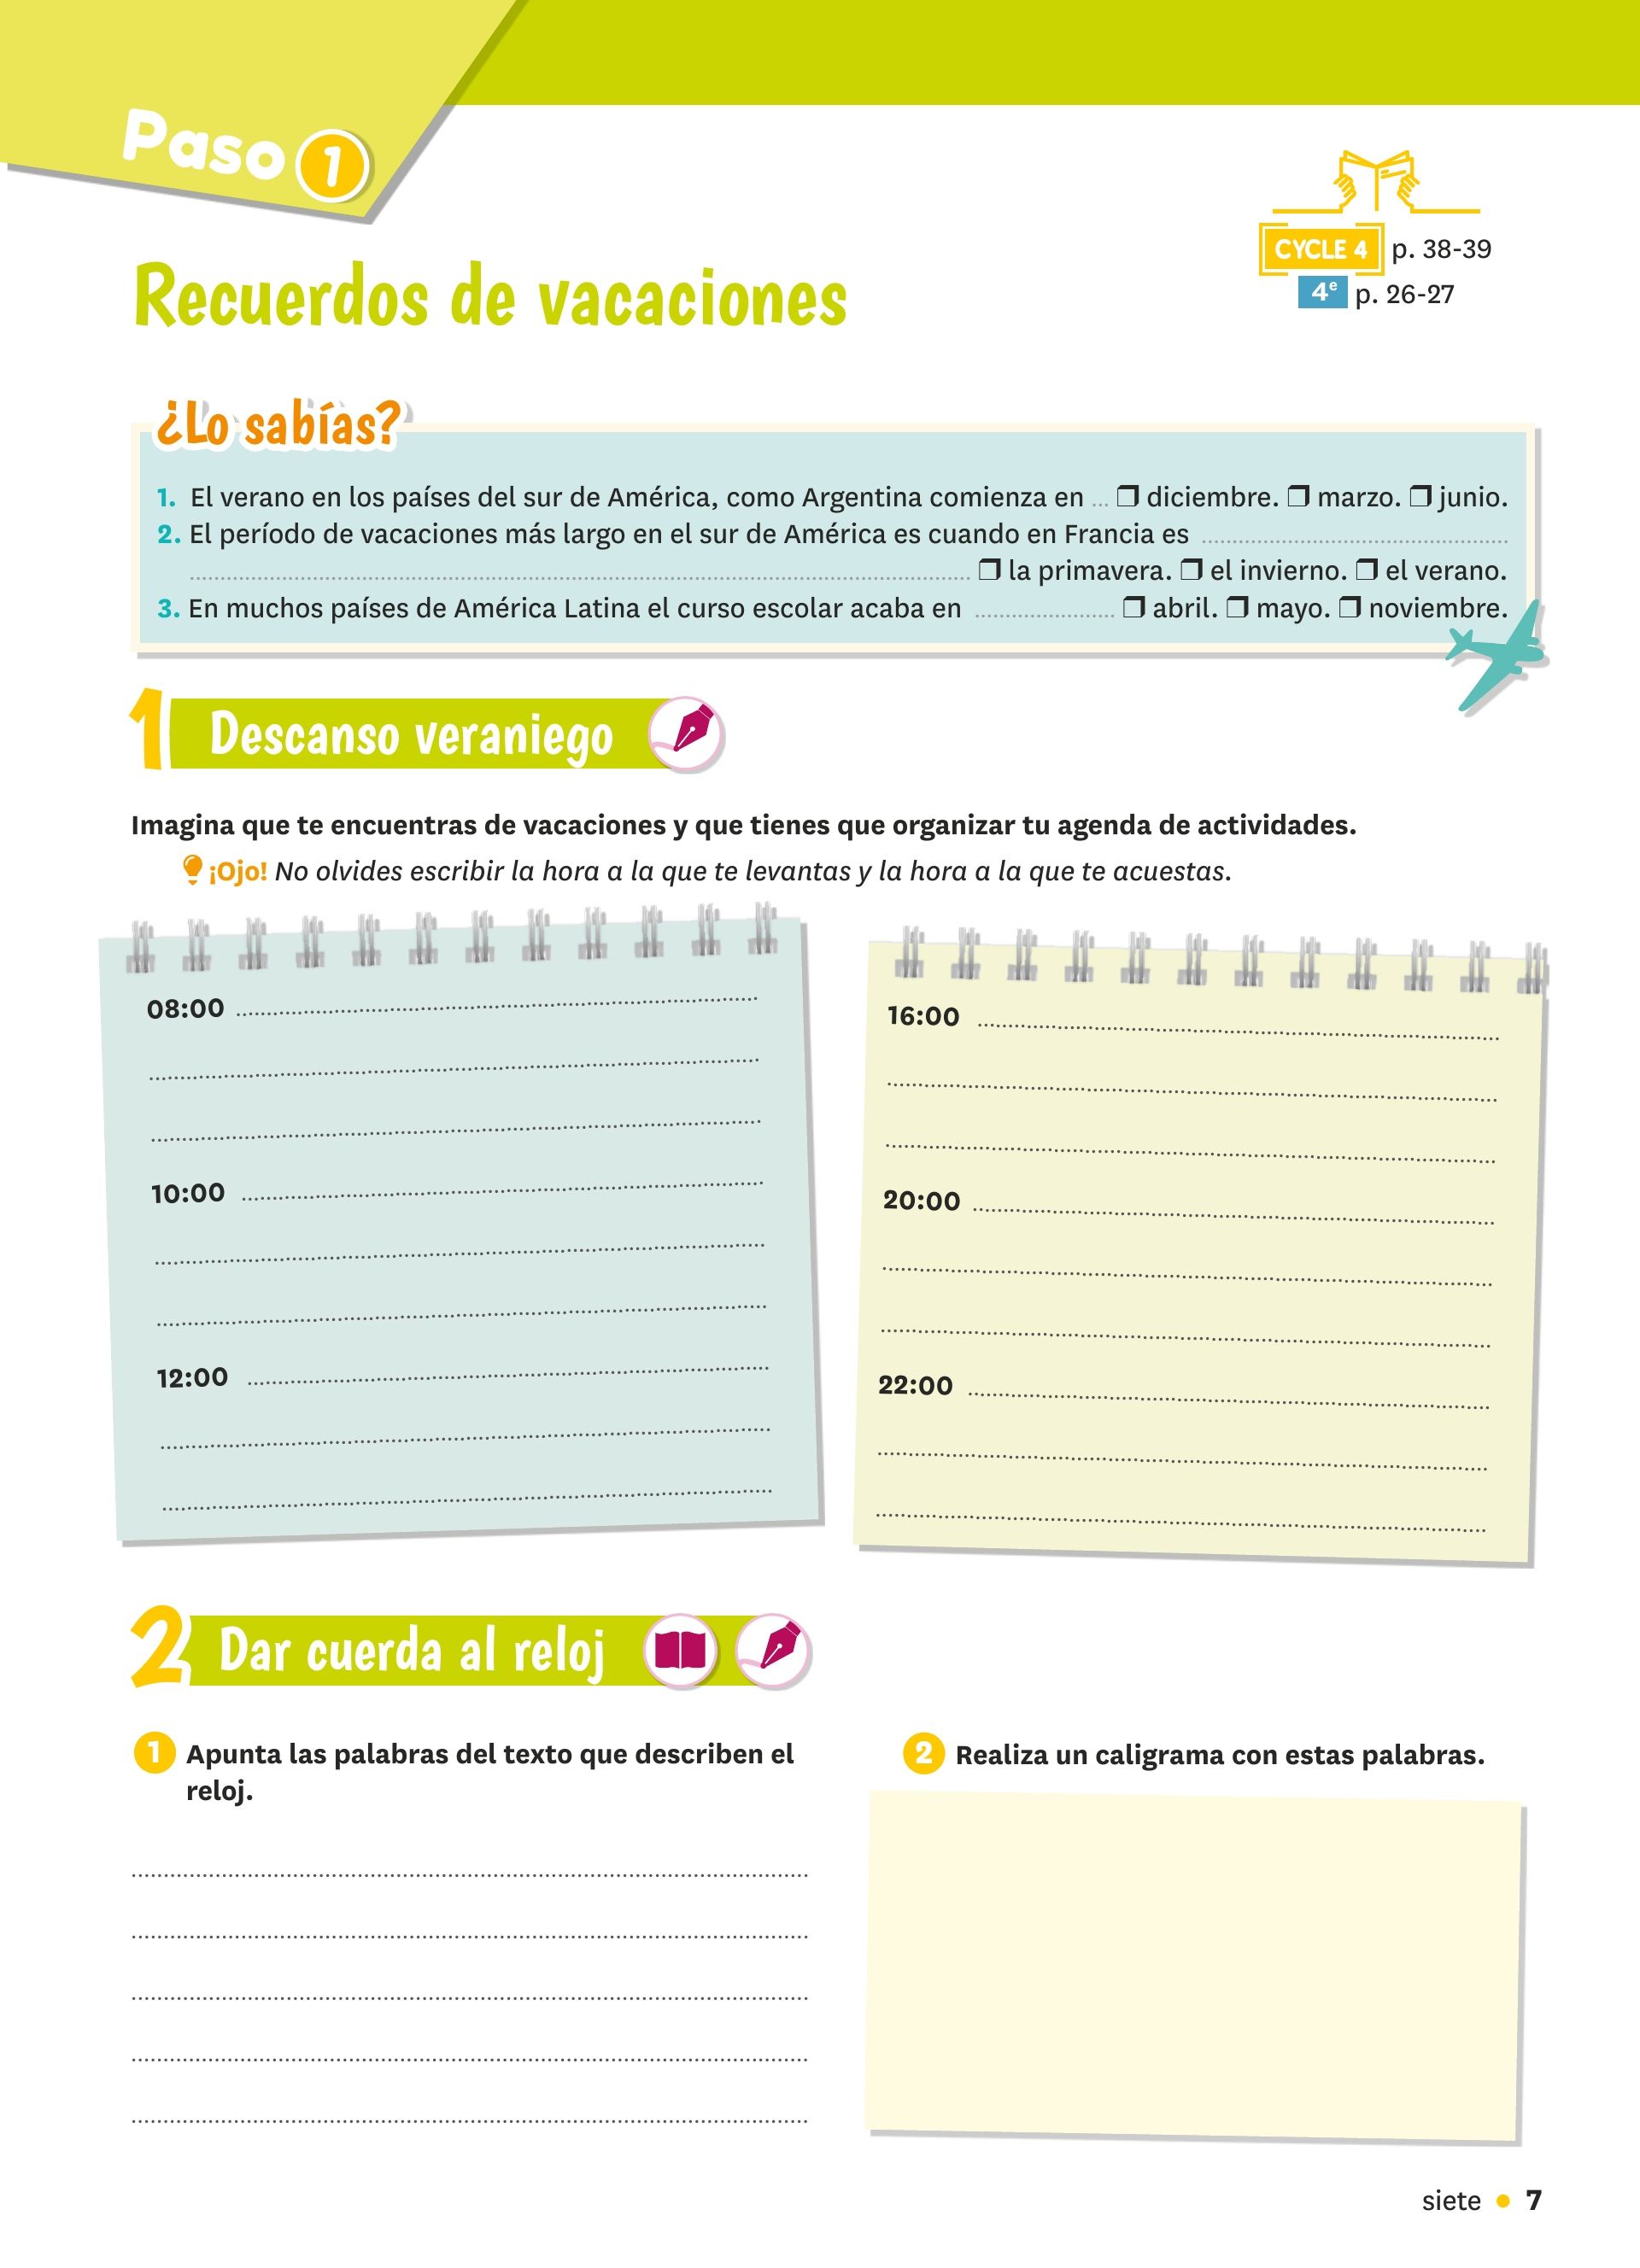 Paso 1
CYCLE 4 p. 38-39
4e p. 26-27
Recuerdos de vacaciones
¿Lo sabías?
1. El verano en los países del sur de América, como Argentina comienza en ... ❒ diciembre. ❒ marzo. ❒ junio.
2. El período de vacaciones más largo en el sur de América es cuando en Francia es
❒ la primavera. ❒ el invierno. ❒ el verano.
3. En muchos países de América Latina el curso escolar acaba en ❒ abril. ❒ mayo. ❒ noviembre.
1 Descanso veraniego
Imagina que te encuentras de vacaciones y que tienes que organizar tu agenda de actividades.
¡Ojo! No olvides escribir la hora a la que te levantas y la hora a la que te acuestas.
08:00
10:00
12:00
16:00
20:00
22:00
2 Dar cuerda al reloj
1 Apunta las palabras del texto que describen el
reloj.
2 Realiza un caligrama con estas palabras.
siete • 7